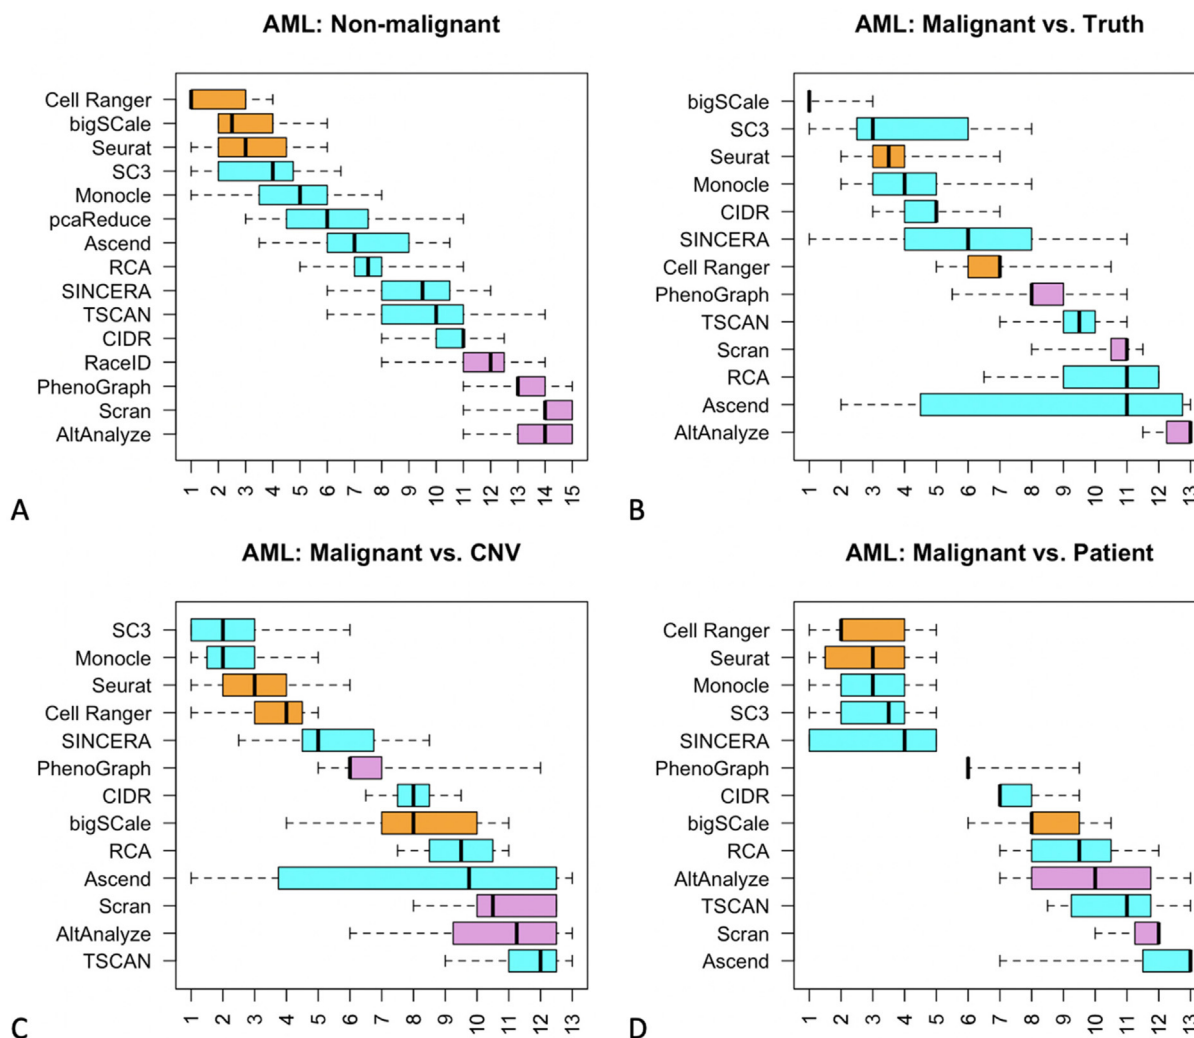 AML: Non-malignant
Cell Ranger
bigSCale
Seurat
SC3
Monocle
pcaReduce
Ascend
RCA
SINCERA
TSCAN
CIDR
RaceID
PhenoGraph
Scran
AltAnalyze
1 2 3 4 5 6 7 8 9 10 11 12 13 14 15
A
AML: Malignant vs. Truth
bigSCale
SC3
Seurat
Monocle
CIDR
SINCERA
Cell Ranger
PhenoGraph
TSCAN
Scran
RCA
Ascend
AltAnalyze
1 2 3 4 5 6 7 8 9 10 11 12 13
B
AML: Malignant vs. CNV
SC3
Monocle
Seurat
Cell Ranger
SINCERA
PhenoGraph
CIDR
bigSCale
RCA
Ascend
Scran
AltAnalyze
TSCAN
1 2 3 4 5 6 7 8 9 10 11 12 13
C
AML: Malignant vs. Patient
Cell Ranger
Seurat
Monocle
SC3
SINCERA
PhenoGraph
CIDR
bigSCale
RCA
AltAnalyze
TSCAN
Scran
Ascend
1 2 3 4 5 6 7 8 9 10 11 12 13
D